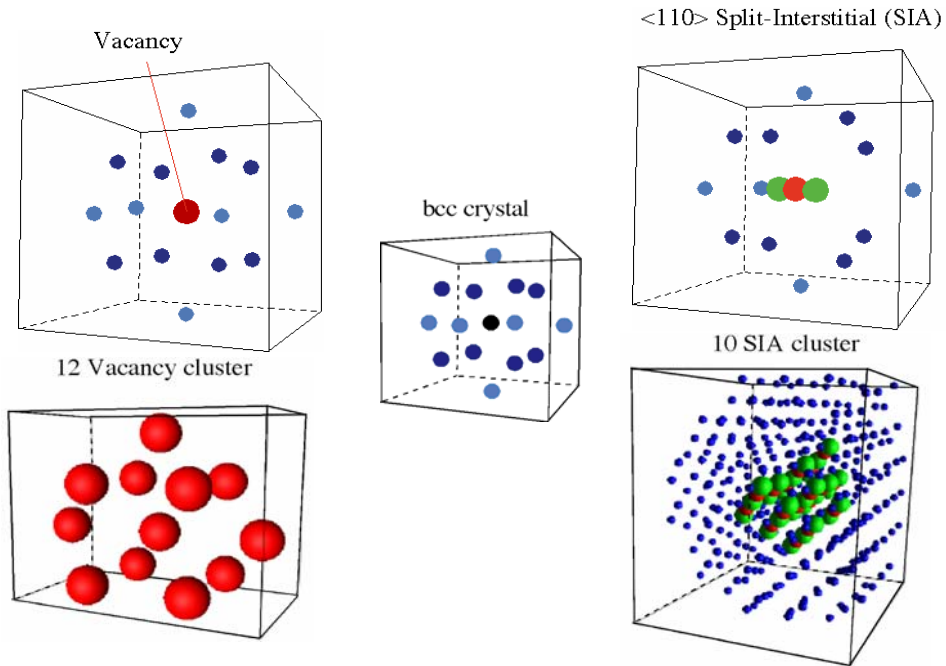 <110> Split-Interstitial (SIA)
Vacancy
bcc crystal
12 Vacancy cluster
10 SIA cluster